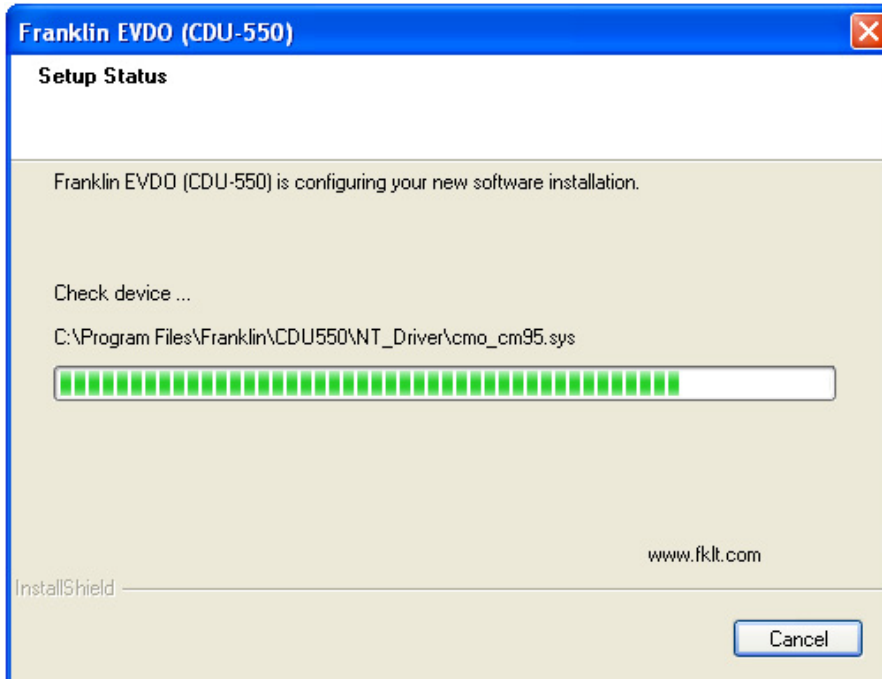 Franklin EVDO (CDU-550)
Setup Status
Franklin EVDO (CDU-550) is configuring your new software installation.
Check device ...
C:\Program Files\Franklin\CDU550\NT_Driver\cmo_cm95.sys
www.fklt.com
InstallShield
Cancel